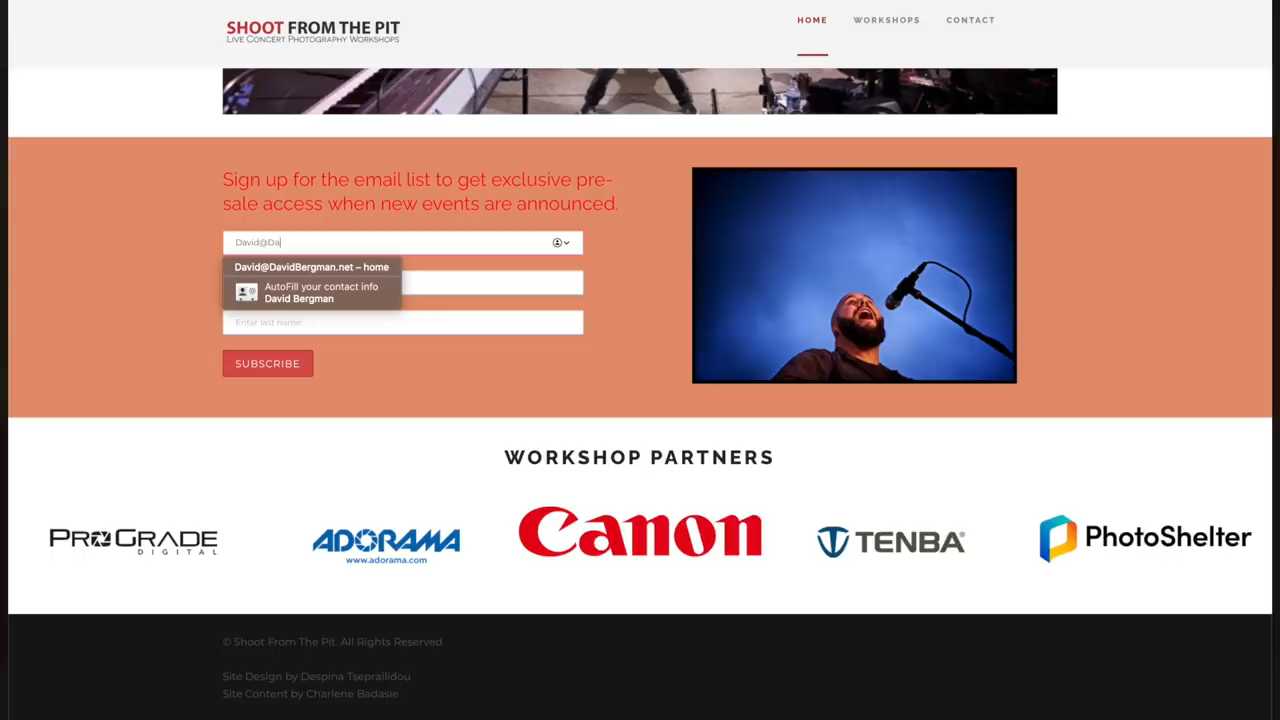 SHOOT FROM THE PIT
LIVE CONCERT PHOTOGRAPHY WORKSHOPS
HOME WORKSHOPS CONTACT
Sign up for the email list to get exclusive pre-
sale access when new events are announced.
David@Da
David@DavidBergman.net – home
AutoFill your contact info
David Bergman
Enter last name
SUBSCRIBE
WORKSHOP PARTNERS
PROGRADE
DIGITAL
ADORAMA
www.adorama.com
Canon
TENBA®
PhotoShelter
© Shoot From The Pit. All Rights Reserved
Site Design by Despina Tseprailidou
Site Content by Charlene Badasie.